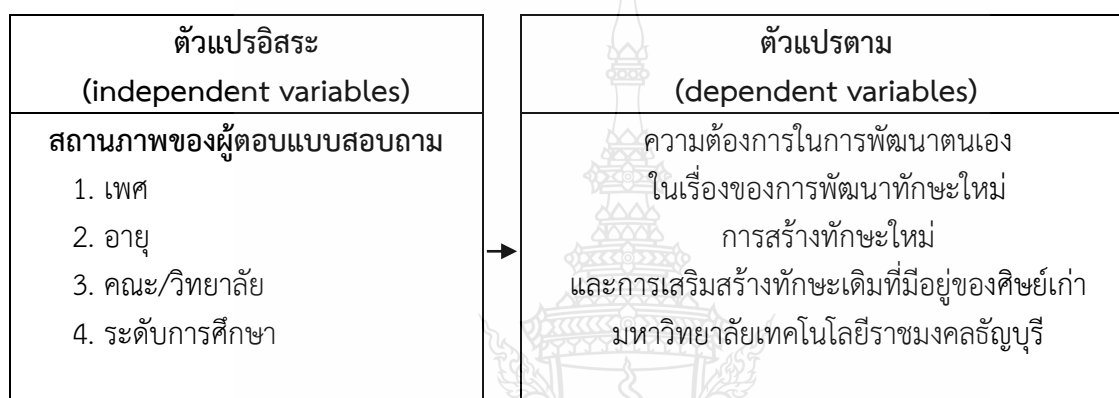 ตัวแปรอิสระ
(independent variables)
สถานภาพของผู้ตอบแบบสอบถาม
1. เพศ
2. อายุ
3. คณะ/วิทยาลัย
4. ระดับการศึกษา
ตัวแปรตาม
(dependent variables)
ความต้องการในการพัฒนาตนเอง
ในเรื่องของการพัฒนาทักษะใหม่
การสร้างทักษะใหม่
และการเสริมสร้างทักษะเดิมที่มีอยู่ของศิษย์เก่า
มหาวิทยาลัยเทคโนโลยีราชมงคลธัญบุรี